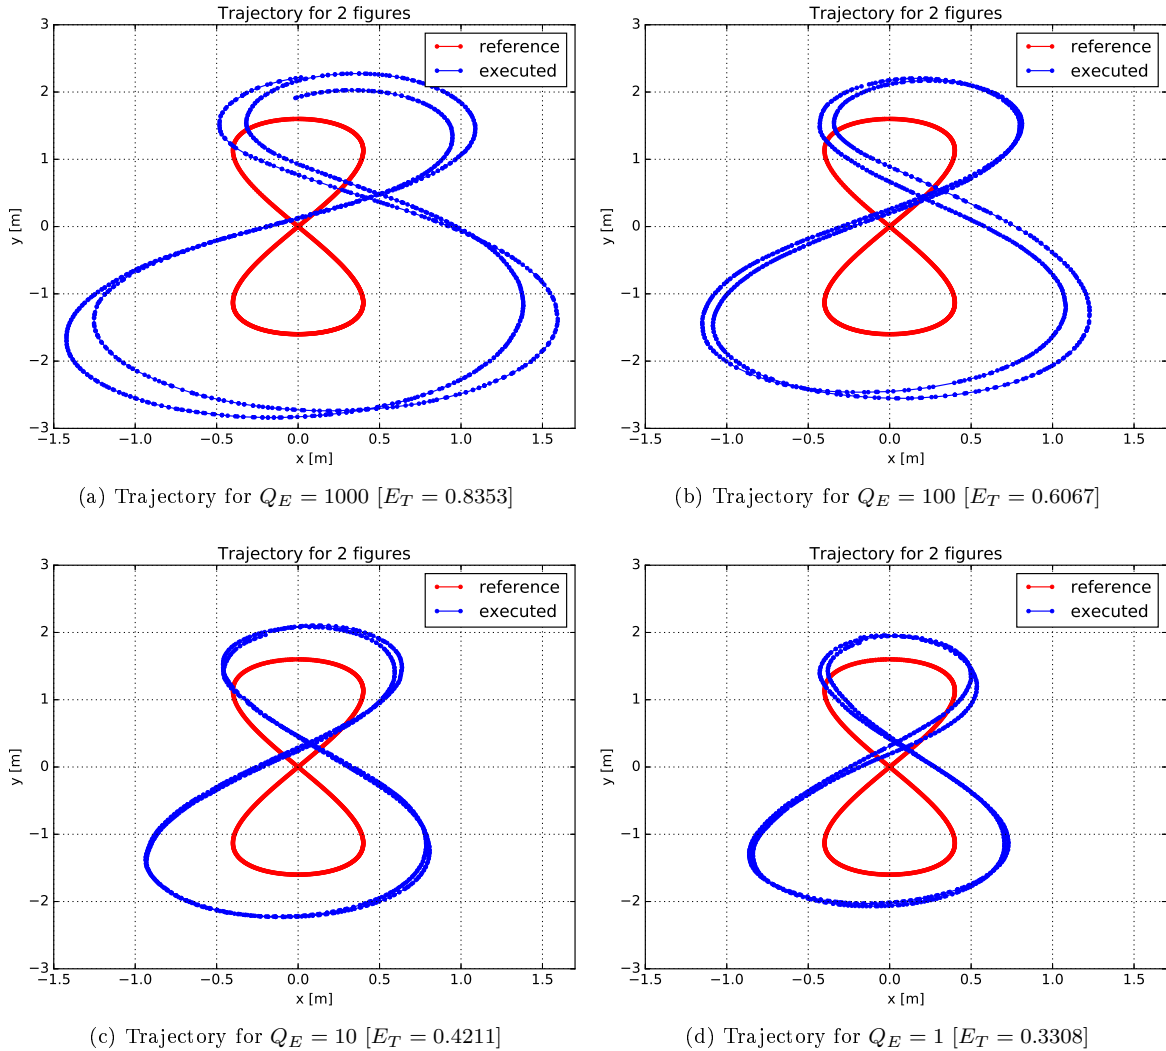 Trajectory for 2 figures
3
2
1
0
−1
−2
−3
y [m]
reference
executed
−1.5
−1.0
−0.5
0.0
0.5
1.0
1.5
x [m]
(a) Trajectory for Q_E = 1000 [E_T = 0.8353]
Trajectory for 2 figures
3
2
1
0
−1
−2
−3
y [m]
reference
executed
−1.5
−1.0
−0.5
0.0
0.5
1.0
1.5
x [m]
(b) Trajectory for Q_E = 100 [E_T = 0.6067]
Trajectory for 2 figures
3
2
1
0
−1
−2
−3
y [m]
reference
executed
−1.5
−1.0
−0.5
0.0
0.5
1.0
1.5
x [m]
(c) Trajectory for Q_E = 10 [E_T = 0.4211]
Trajectory for 2 figures
3
2
1
0
−1
−2
−3
y [m]
reference
executed
−1.5
−1.0
−0.5
0.0
0.5
1.0
1.5
x [m]
(d) Trajectory for Q_E = 1 [E_T = 0.3308]